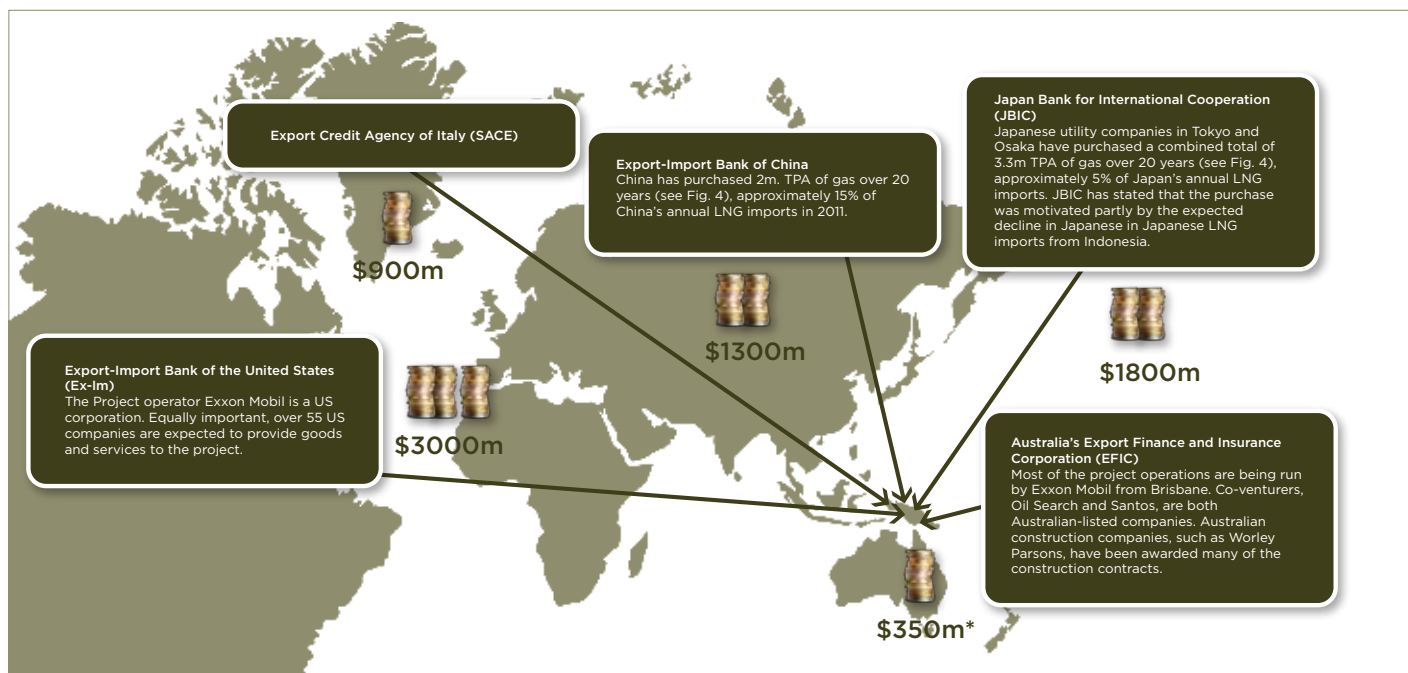 Export Credit Agency of Italy (SACE)
$900m
Export-Import Bank of China
China has purchased 2m. TPA of gas over 20
years (see Fig. 4), approximately 15% of
China's annual LNG imports in 2011.
$1300m
Japan Bank for International Cooperation
(JBIC)
Japanese utility companies in Tokyo and
Osaka have purchased a combined total of
3.3m TPA of gas over 20 years (see Fig. 4),
approximately 5% of Japan's annual LNG
imports. JBIC has stated that the purchase
was motivated partly by the expected
decline in Japanese in Japanese LNG
imports from Indonesia.
$1800m
Export-Import Bank of the United States
(Ex-Im)
The Project operator Exxon Mobil is a US
corporation. Equally important, over 55 US
companies are expected to provide goods
and services to the project.
$3000m
Australia's Export Finance and Insurance
Corporation (EFIC)
Most of the project operations are being run
by Exxon Mobil from Brisbane. Co-venturers,
Oil Search and Santos, are both
Australian-listed companies. Australian
construction companies, such as Worley
Parsons, have been awarded many of the
construction contracts.
$350m*